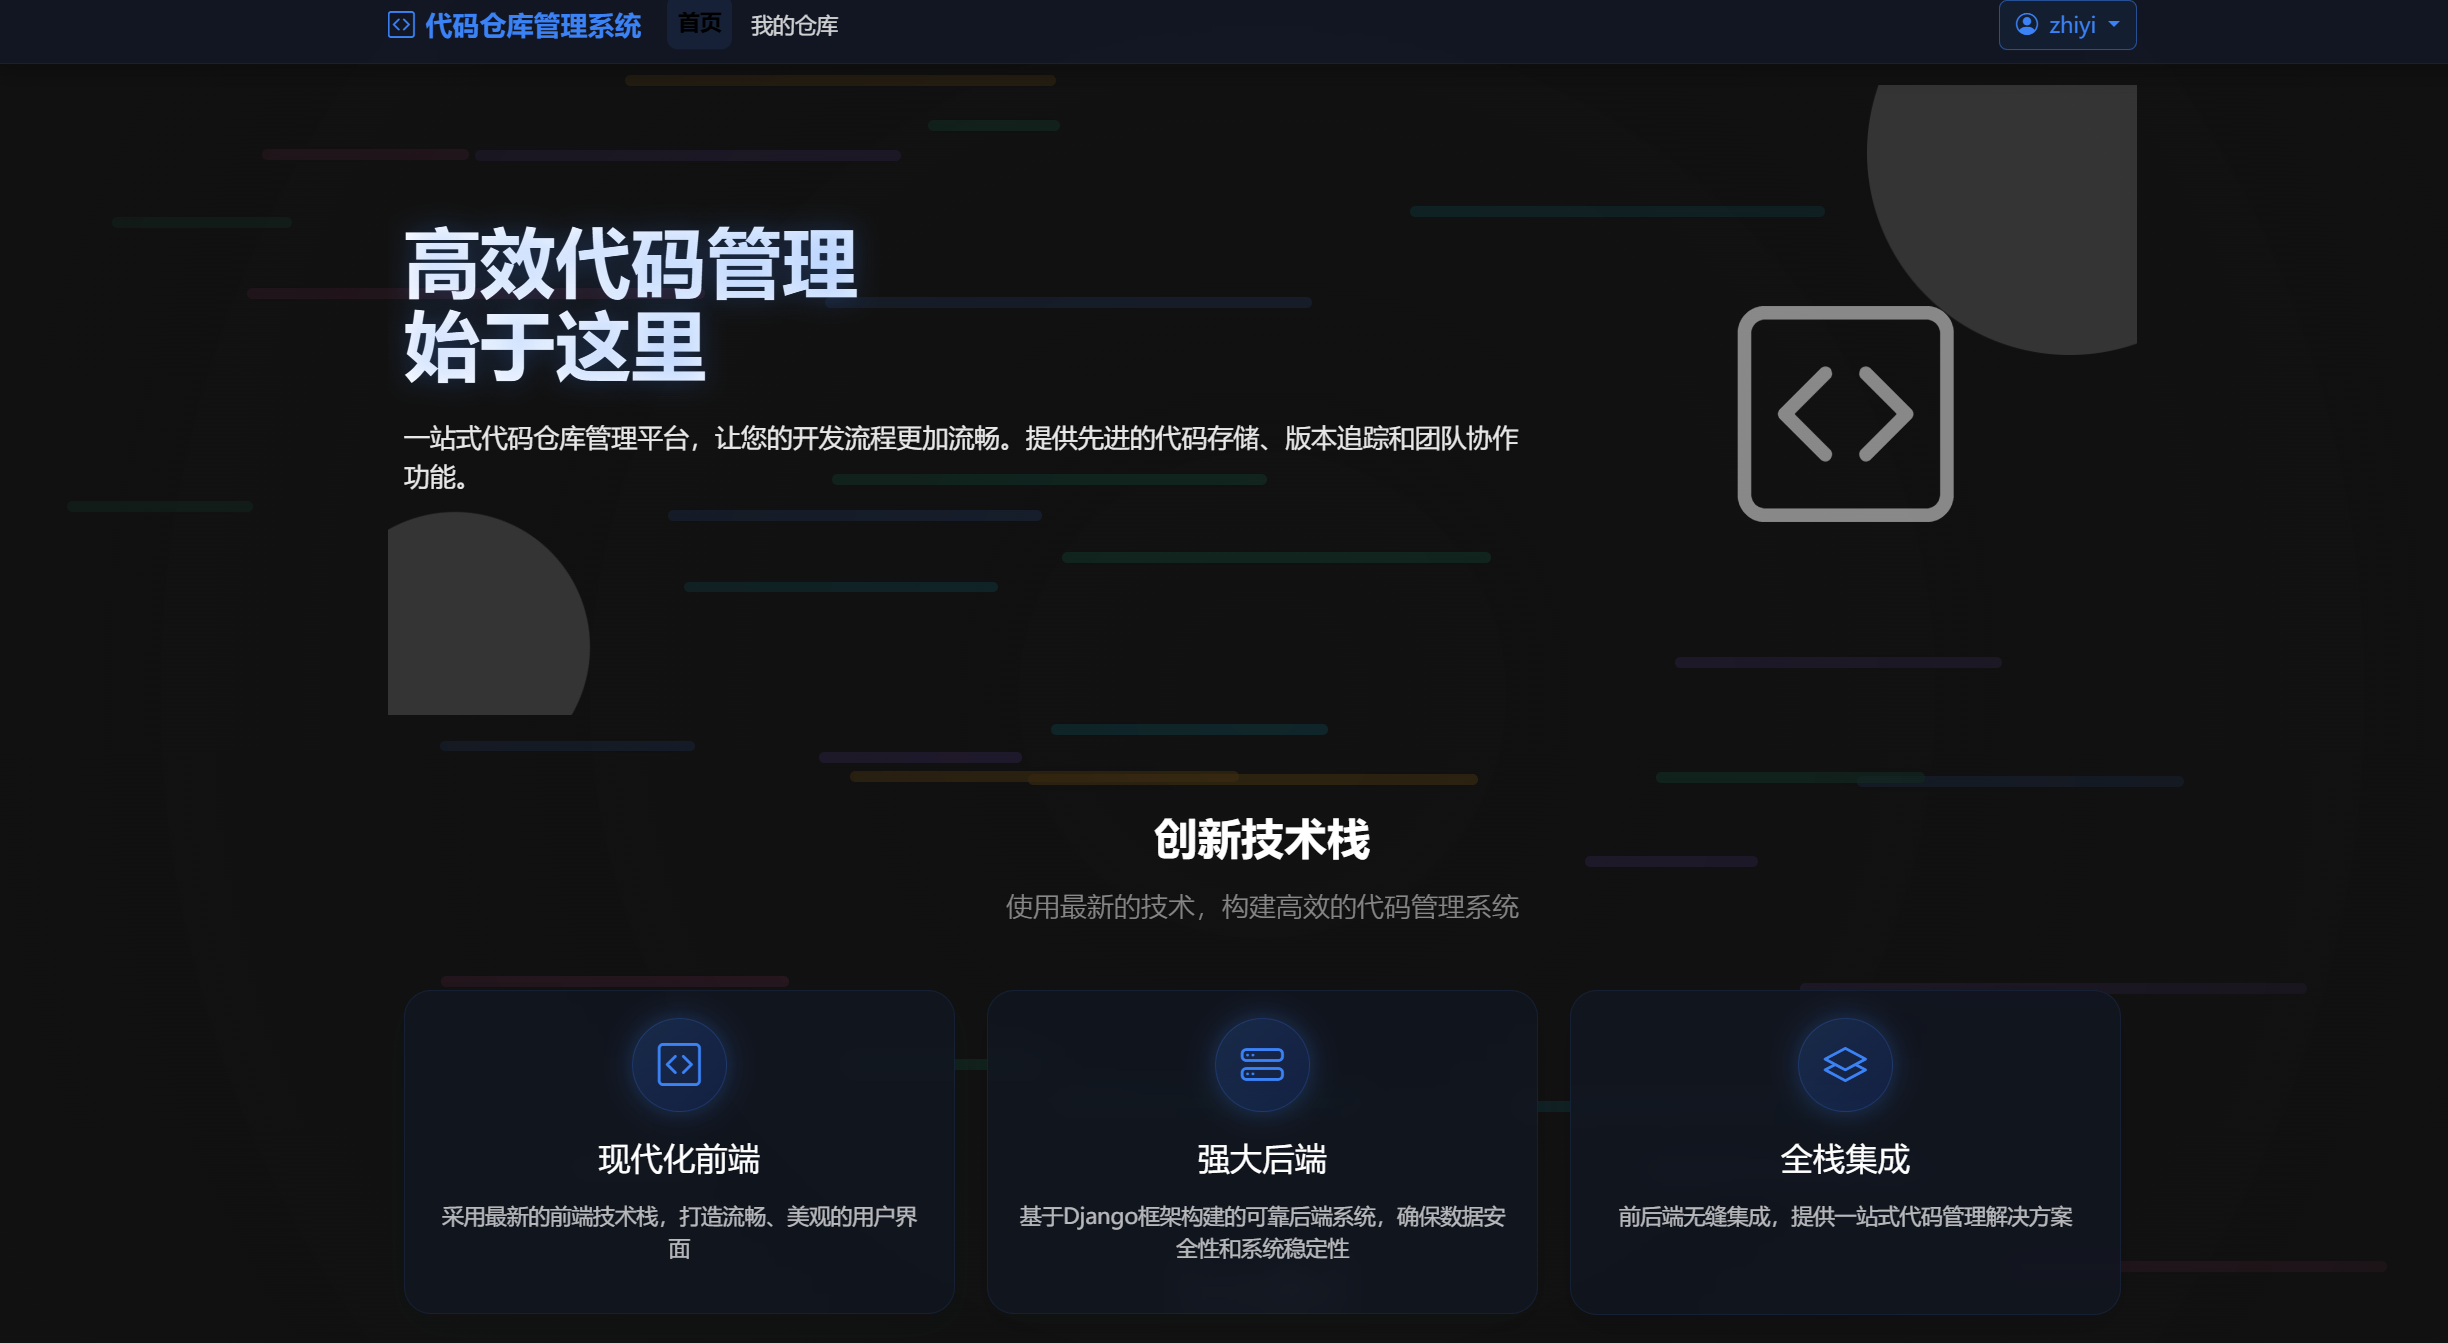 代码仓库管理系统
首页
我的仓库
zhiyi
高效代码管理
始于这里
一站式代码仓库管理平台，让您的开发流程更加流畅。提供先进的代码存储、版本追踪和团队协作
功能。
创新技术栈
使用最新的技术，构建高效的代码管理系统
现代化前端
采用最新的前端技术栈，打造流畅、美观的用户界
面
强大后端
基于Django框架构建的可靠后端系统，确保数据安
全性和系统稳定性
全栈集成
前后端无缝集成，提供一站式代码管理解决方案